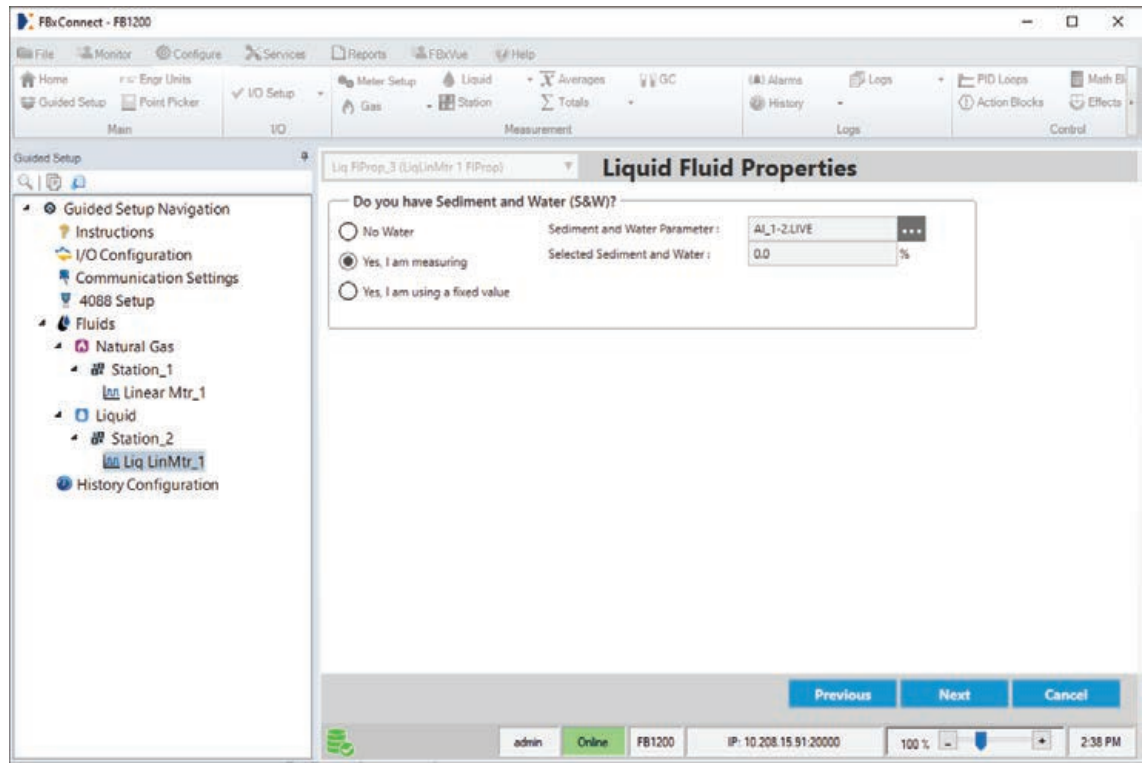 FBxConnect - FB1200
File Monitor Configure Services Reports FBxVue Help
Home Engr Units Meter Setup Liquid Averages GC Alarms Logs PID Loops Math Bl
Guided Setup Point Picker I/O Setup Gas Station Totals History Action Blocks Effects
Main I/O Measurement Logs Control
Guided Setup
Liq FlProp_3 (LiqLinMtr 1 FlProp)
Liquid Fluid Properties
Guided Setup Navigation
Instructions
I/O Configuration
Communication Settings
4088 Setup
Fluids
Natural Gas
Station_1
Linear Mtr_1
Liquid
Station_2
Liq LinMtr_1
History Configuration
Do you have Sediment and Water (S&W)?
No Water
Sediment and Water Parameter:
AI_1-2.LIVE
...
Yes, I am measuring
Selected Sediment and Water:
0.0
%
Yes, I am using a fixed value
Previous Next Cancel
admin Online FB1200 IP: 10.208.15.91:20000 100 % - + 2:38 PM